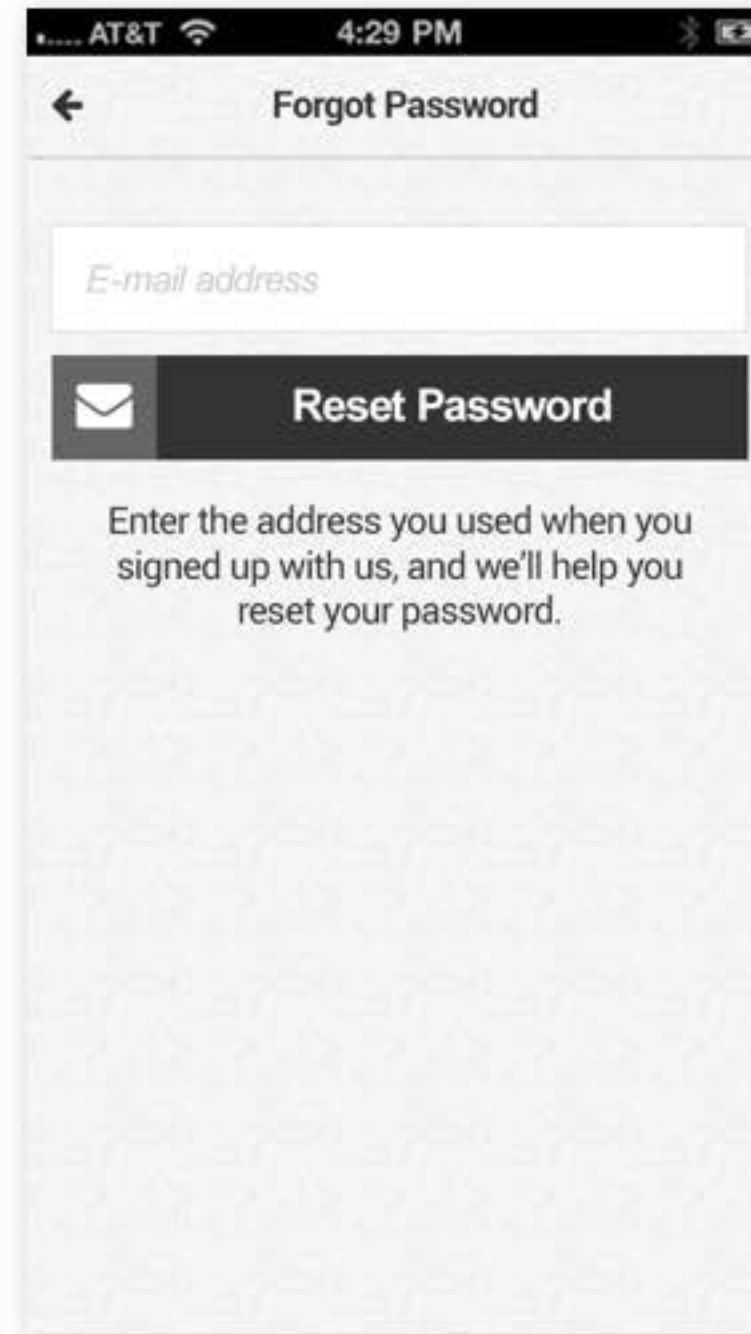 AT&T 4:29 PM
Forgot Password
E-mail address
Reset Password
Enter the address you used when you
signed up with us, and we'll help you
reset your password.